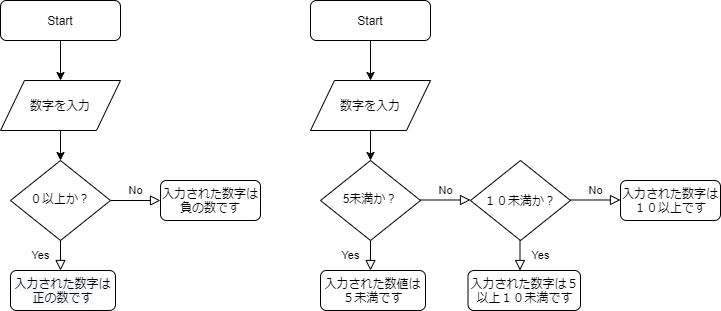 Start
数字を入力
０以上か？
No
入力された数字は
負の数です
Yes
入力された数字は
正の数です
Start
数字を入力
5未満か？
No
１０未満か？
No
入力された数字は
１０以上です
Yes
入力された数値は
５未満です
Yes
入力された数字は５
以上１０未満です